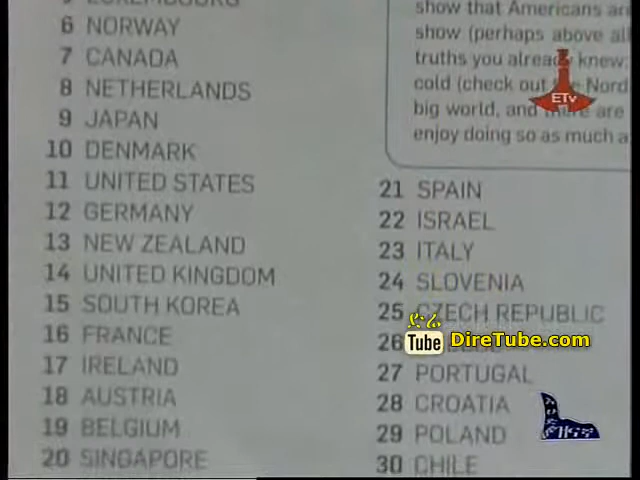 LUXEMBOURG
6 NORWAY
7 CANADA
8 NETHERLANDS
9 JAPAN
10 DENMARK
11 UNITED STATES
12 GERMANY
13 NEW ZEALAND
14 UNITED KINGDOM
15 SOUTH KOREA
16 FRANCE
17 IRELAND
18 AUSTRIA
19 BELGIUM
20 SINGAPORE
show that Americans are
show (perhaps above all
truths you already knew:
cold (check out the Nord
big world, and there are
enjoy doing so as much a
ETV
21 SPAIN
22 ISRAEL
23 ITALY
24 SLOVENIA
25 CZECH REPUBLIC
26
27 PORTUGAL
28 CROATIA
29 POLAND
30 CHILE
ድሬ
Tube DireTube.com